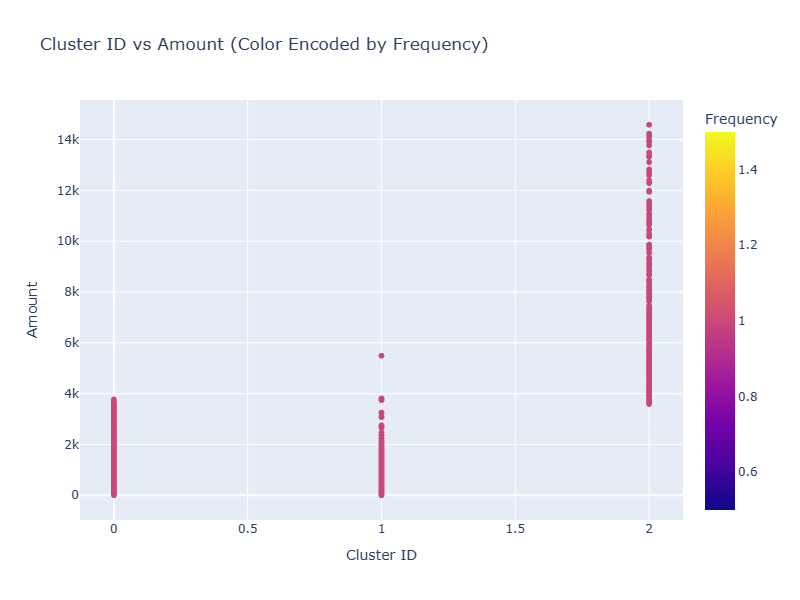 Cluster ID vs Amount (Color Encoded by Frequency)
Frequency
14k
12k
10k
8k
6k
4k
2k
0
Amount
0
0.5
1
1.5
2
Cluster ID
1.4
1.2
1
0.8
0.6